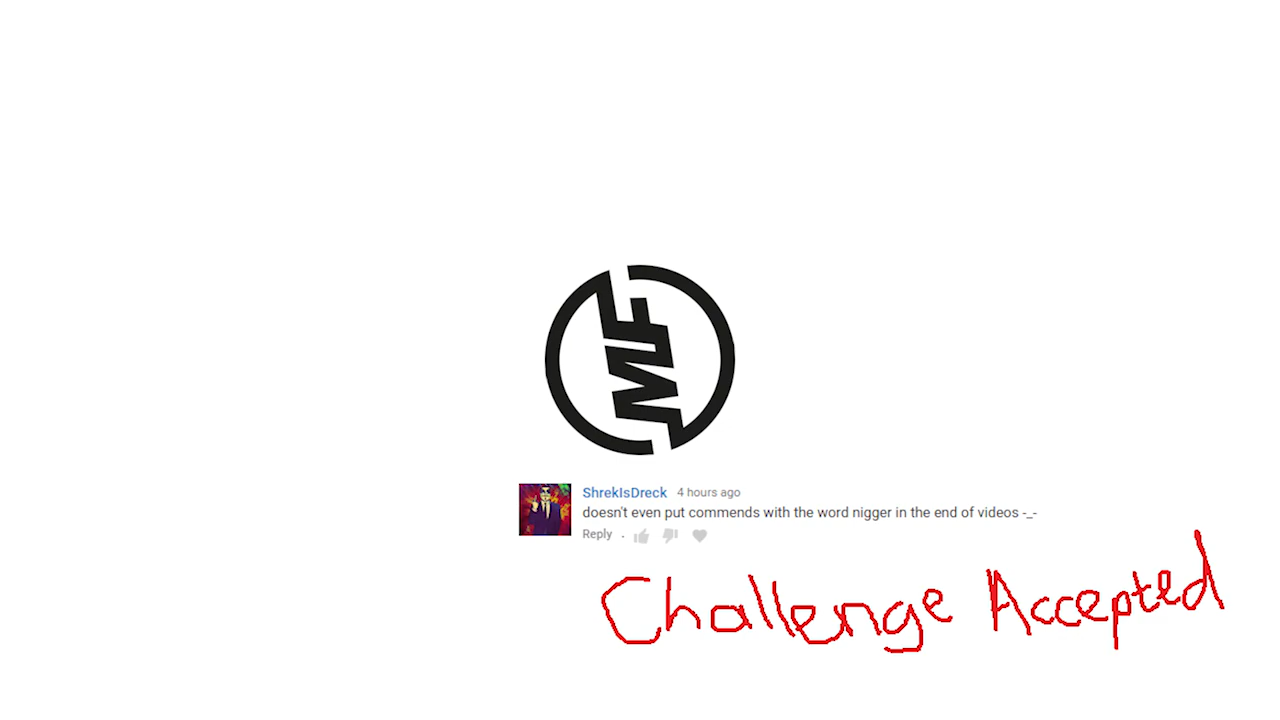 MF
ShrekIsDreck 4 hours ago
doesn't even put commends with the word nigger in the end of videos -_-
Reply .
Challenge Accepted